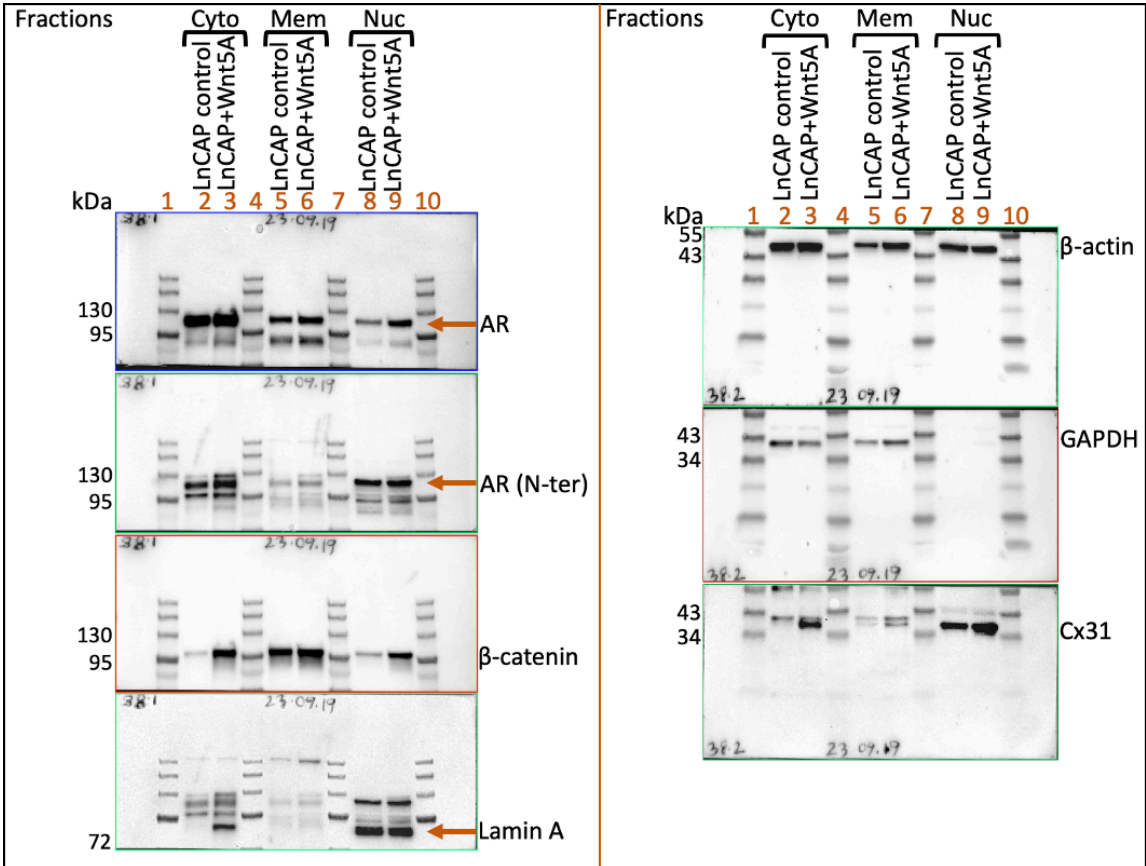 Fractions
Cyto Mem Nuc
LnCAP control
LnCAP+Wnt5A
LnCAP control
LnCAP+Wnt5A
LnCAP control
LnCAP+Wnt5A
kDa 1 2 3 4 5 6 7 8 9 10
38.1 23.09.19
130
95
AR
38.1 23.09.19
130
95
AR (N-ter)
38.1 23.09.19
130
95
β-catenin
38.1 23.09.19
72
Lamin A
Fractions
Cyto Mem Nuc
LnCAP control
LnCAP+Wnt5A
LnCAP control
LnCAP+Wnt5A
LnCAP control
LnCAP+Wnt5A
kDa 1 2 3 4 5 6 7 8 9 10
55
43
β-actin
38.2 23 09.19
43
34
GAPDH
38.2 23 09.19
43
34
Cx31
38.2 23 09.19